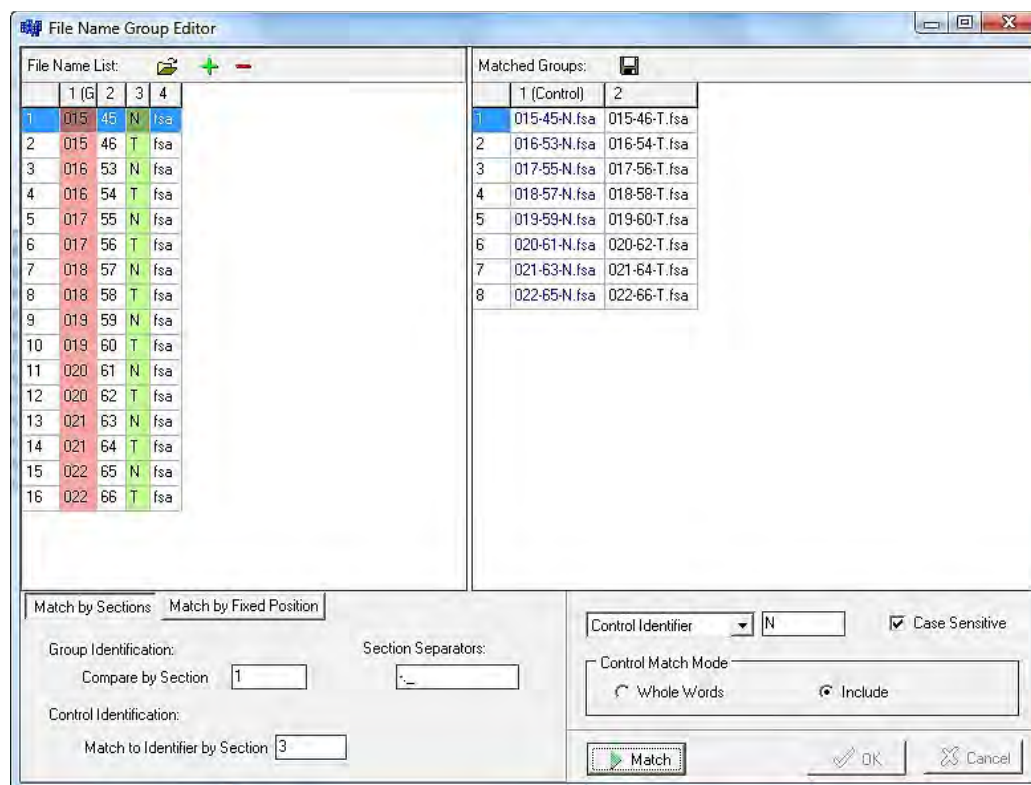 File Name Group Editor
File Name List:
1 (G 2 3 4
1 015 45 N fsa
2 015 46 T fsa
3 016 53 N fsa
4 016 54 T fsa
5 017 55 N fsa
6 017 56 T fsa
7 018 57 N fsa
8 018 58 T fsa
9 019 59 N fsa
10 019 60 T fsa
11 020 61 N fsa
12 020 62 T fsa
13 021 63 N fsa
14 021 64 T fsa
15 022 65 N fsa
16 022 66 T fsa
Matched Groups:
1 (Control) 2
1 015-45-N.fsa 015-46-T.fsa
2 016-53-N.fsa 016-54-T.fsa
3 017-55-N.fsa 017-56-T.fsa
4 018-57-N.fsa 018-58-T.fsa
5 019-59-N.fsa 019-60-T.fsa
6 020-61-N.fsa 020-62-T.fsa
7 021-63-N.fsa 021-64-T.fsa
8 022-65-N.fsa 022-66-T.fsa
Match by Sections Match by Fixed Position
Group Identification:
Compare by Section 1
Section Separators:
Control Identification:
Match to Identifier by Section 3
Control Identifier N Case Sensitive
Control Match Mode
Whole Words Include
Match OK Cancel